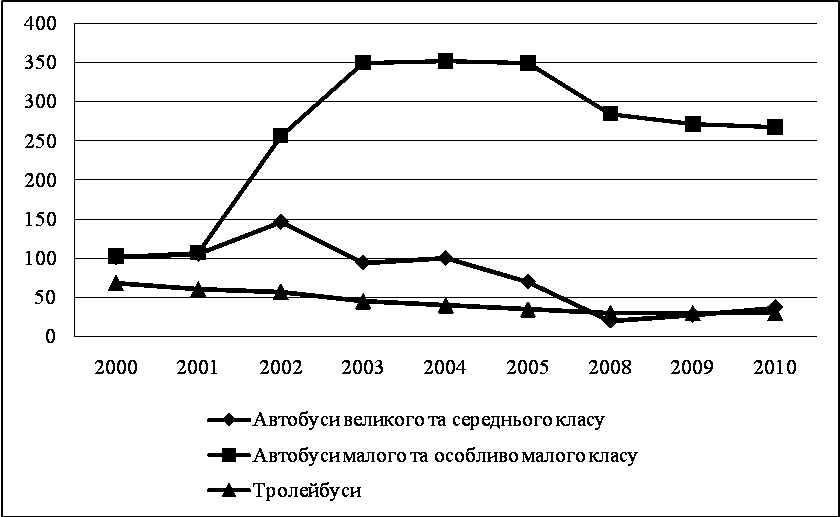 400
350
300
250
200
150
100
50
0
2000 2001 2002 2003 2004 2005 2008 2009 2010
Автобуси великого та середнього класу
Автобуси малого та особливо малого класу
Тролейбуси